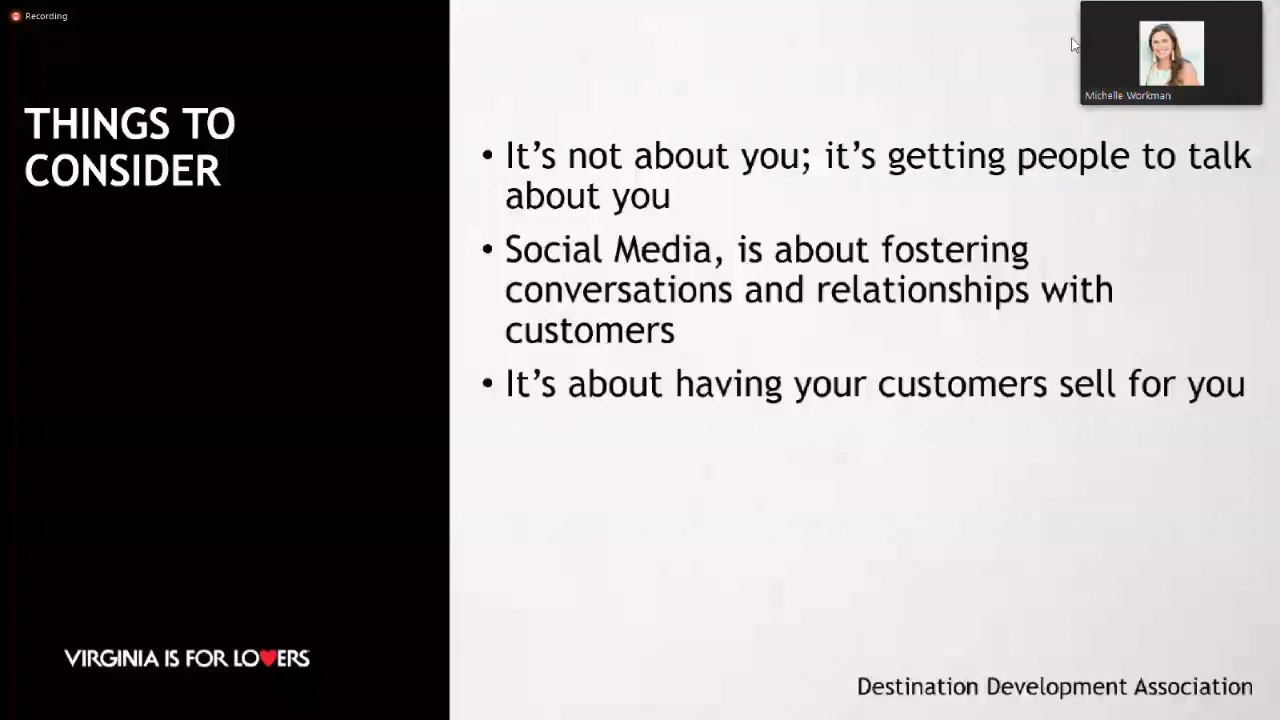 Recording
Michelle Workman
THINGS TO
CONSIDER
• It’s not about you; it’s getting people to talk
about you
• Social Media, is about fostering
conversations and relationships with
customers
• It’s about having your customers sell for you
VIRGINIA IS FOR LO♥ERS
Destination Development Association